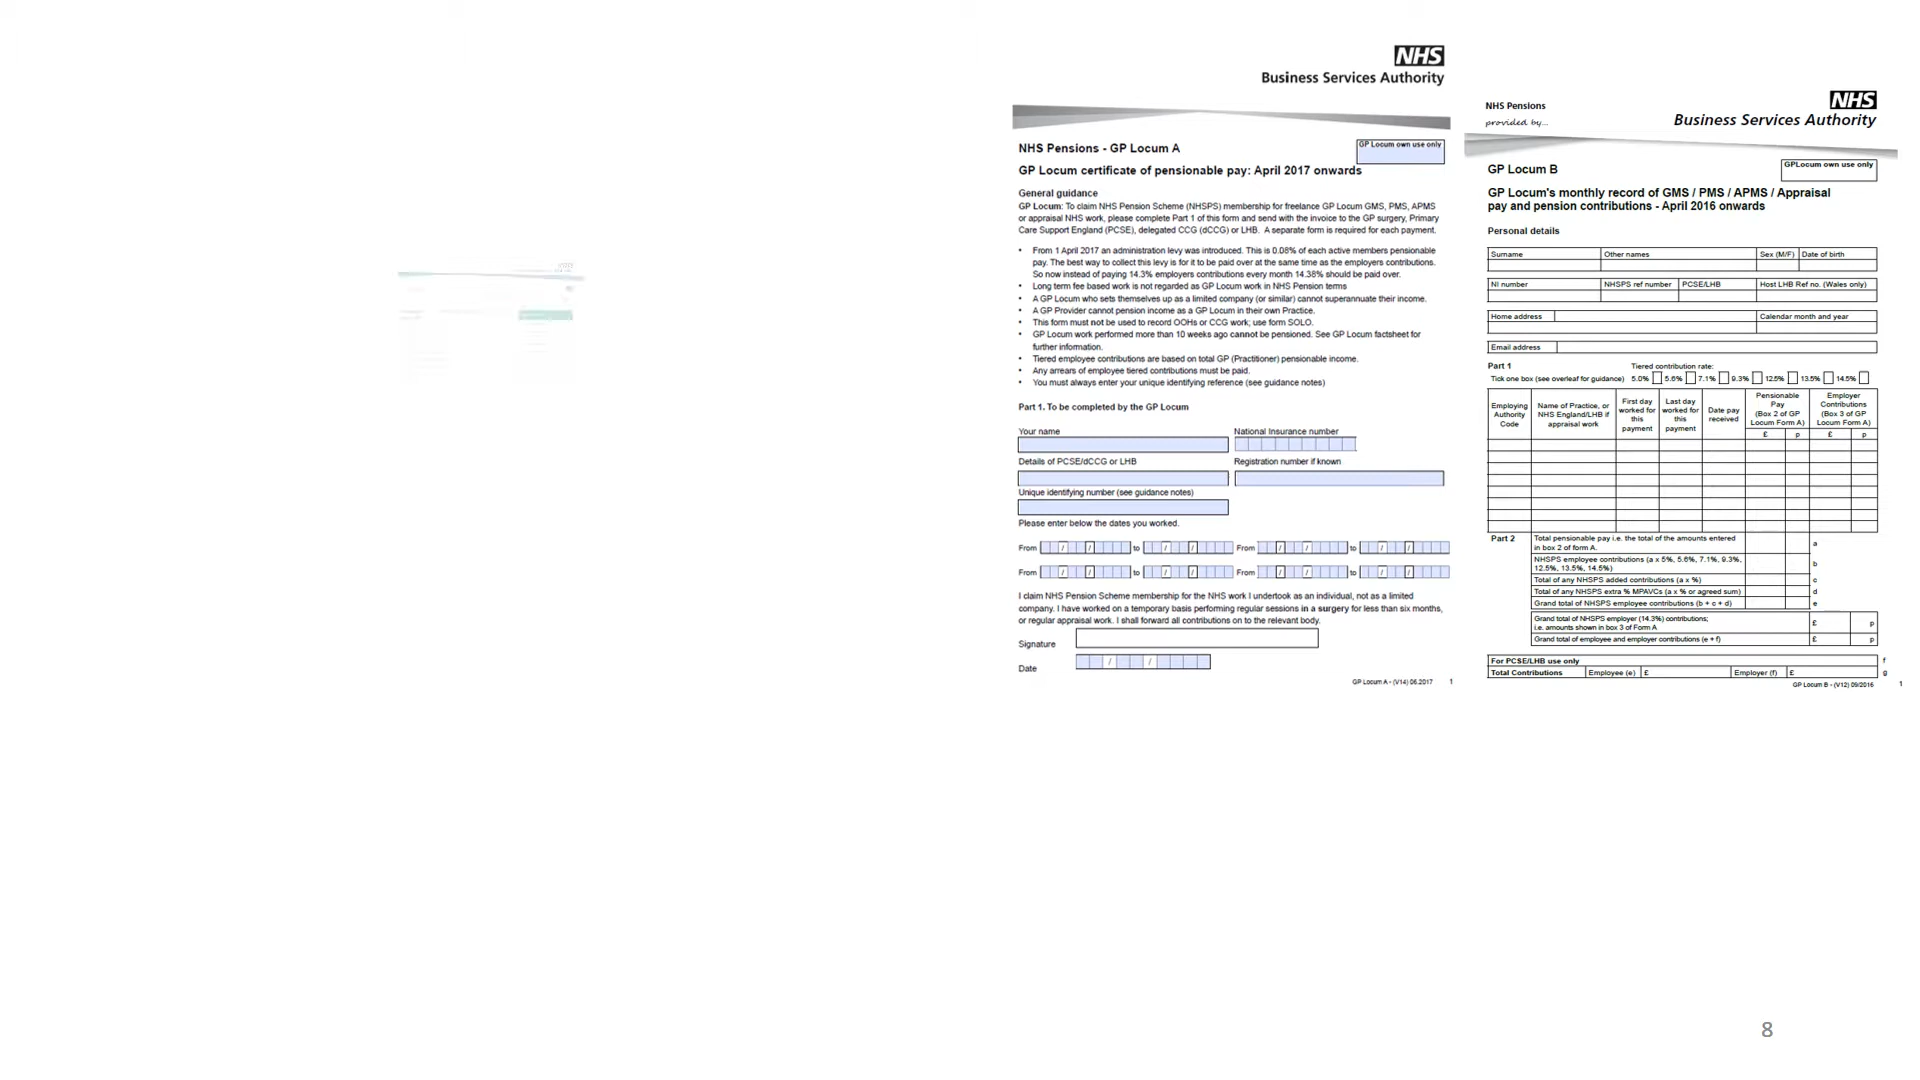 NHS
Business Services Authority
NHS Pensions - GP Locum A
GP Locum own use only
GP Locum certificate of pensionable pay: April 2017 onwards
General guidance
GP Locum: To claim NHS Pension Scheme (NHSPS) membership for freelance GP Locum GMS, PMS, APMS
or appraisal NHS work, please complete Part 1 of this form and send with the invoice to the GP surgery, Primary
Care Support England (PCSE), delegated CCG (dCCG) or LHB. A separate form is required for each payment.
• From 1 April 2017 an administration levy was introduced. This is 0.08% of each active members pensionable
pay. The best way to collect this levy is for it to be paid over at the same time as the employers contributions.
So now instead of paying 14.3% employers contributions every month 14.38% should be paid over.
• Long term fee based work is not regarded as GP Locum work in NHS Pension terms
• A GP Locum who sets themselves up as a limited company (or similar) cannot superannuate their income.
• A GP Provider cannot pension income as a GP Locum in their own Practice.
• This form must not be used to record OOHs or CCG work; use form SOLO.
• GP Locum work performed more than 10 weeks ago cannot be pensioned. See GP Locum factsheet for
further information.
• Tiered employee contributions are based on total GP (Practitioner) pensionable income.
• Any arrears of employee tiered contributions must be paid.
• You must always enter your unique identifying reference (see guidance notes)
Part 1. To be completed by the GP Locum
Your name National Insurance number
Details of PCSE/dCCG or LHB Registration number if known
Unique identifying number (see guidance notes)
Please enter below the dates you worked.
From / / to / / From / / to / /
From / / to / / From / / to / /
I claim NHS Pension Scheme membership for the NHS work I undertook as an individual, not as a limited
company. I have worked on a temporary basis performing regular sessions in a surgery for less than six months,
or regular appraisal work. I shall forward all contributions on to the relevant body.
Signature
Date / /
GP Locum A - (V14) 06.2017 1
NHS Pensions
provided by...
NHS
Business Services Authority
GP Locum B
GPLocum own use only
GP Locum's monthly record of GMS / PMS / APMS / Appraisal
pay and pension contributions - April 2016 onwards
Personal details
Surname Other names Sex (M/F) Date of birth
NI number NHSPS ref number PCSE/LHB Host LHB Ref no. (Wales only)
Home address Calendar month and year
Email address
Part 1 Tiered contribution rate:
Tick one box (see overleaf for guidance) 5.0% 5.6% 7.1% 9.3% 12.5% 13.5% 14.5%
Employing Authority Code
Name of Practice, or NHS England/LHB if appraisal work
First day worked for this payment
Last day worked for this payment
Date pay received
Pensionable Pay (Box 2 of GP Locum Form A)
Employer Contributions (Box 3 of GP Locum Form A)
£ p £ p
Part 2 Total pensionable pay i.e. the total of the amounts entered
in box 2 of form A. a
NHSPS employee contributions (a x 5%, 5.6%, 7.1%, 9.3%,
12.5%, 13.5%, 14.5%) b
Total of any NHSPS added contributions (a x %) c
Total of any NHSPS extra % MPAVCs (a x % or agreed sum) d
Grand total of NHSPS employee contributions (b + c + d) e
Grand total of NHSPS employer (14.3%) contributions;
i.e. amounts shown in box 3 of Form A £ p
Grand total of employee and employer contributions (e + f) £ p
For PCSE/LHB use only f
Total Contributions Employee (e) £ Employer (f) £ g
GP Locum B - (V12) 09/2016 1
8